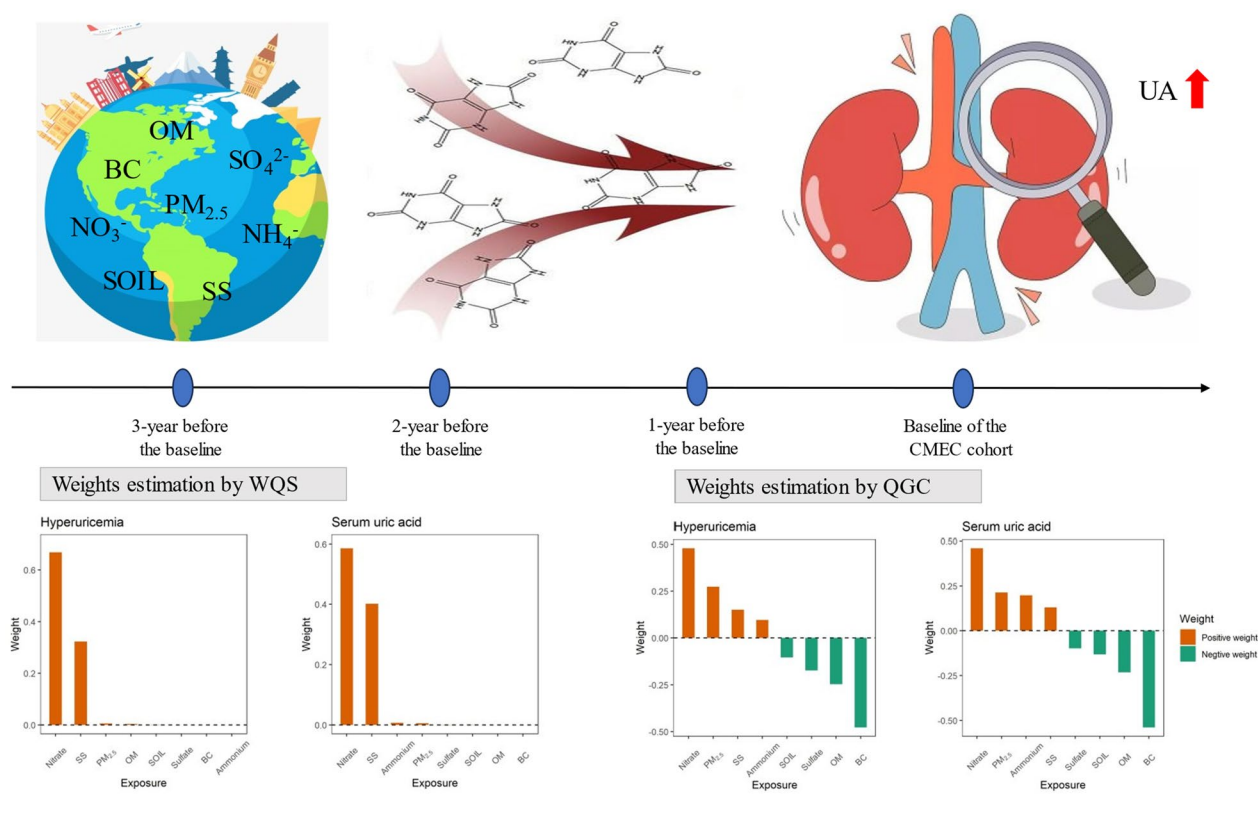 OM
BC
SO₄²⁻
PM₂.₅
NO₃⁻
NH₄⁻
SOIL
SS
UA
3-year before
the baseline
2-year before
the baseline
1-year before
the baseline
Baseline of the
CMEC cohort
Weights estimation by WQS
Weights estimation by QGC
Hyperuricemia
Weight
0.6
0.4
0.2
0.0
Nitrate
SS
PM₂.₅
OM
SOIL
Sulfate
BC
Ammonium
Exposure
Serum uric acid
Weight
0.6
0.4
0.2
0.0
Nitrate
SS
Ammonium
PM₂.₅
Sulfate
SOIL
OM
BC
Exposure
Hyperuricemia
Weight
0.50
0.25
0.00
-0.25
-0.50
Nitrate
PM₂.₅
SS
Ammonium
SOIL
Sulfate
OM
BC
Exposure
Serum uric acid
Weight
0.50
0.25
0.00
-0.25
-0.50
Nitrate
PM₂.₅
Ammonium
SS
Sulfate
SOIL
OM
BC
Exposure
Weight
Positive weight
Negtive weight